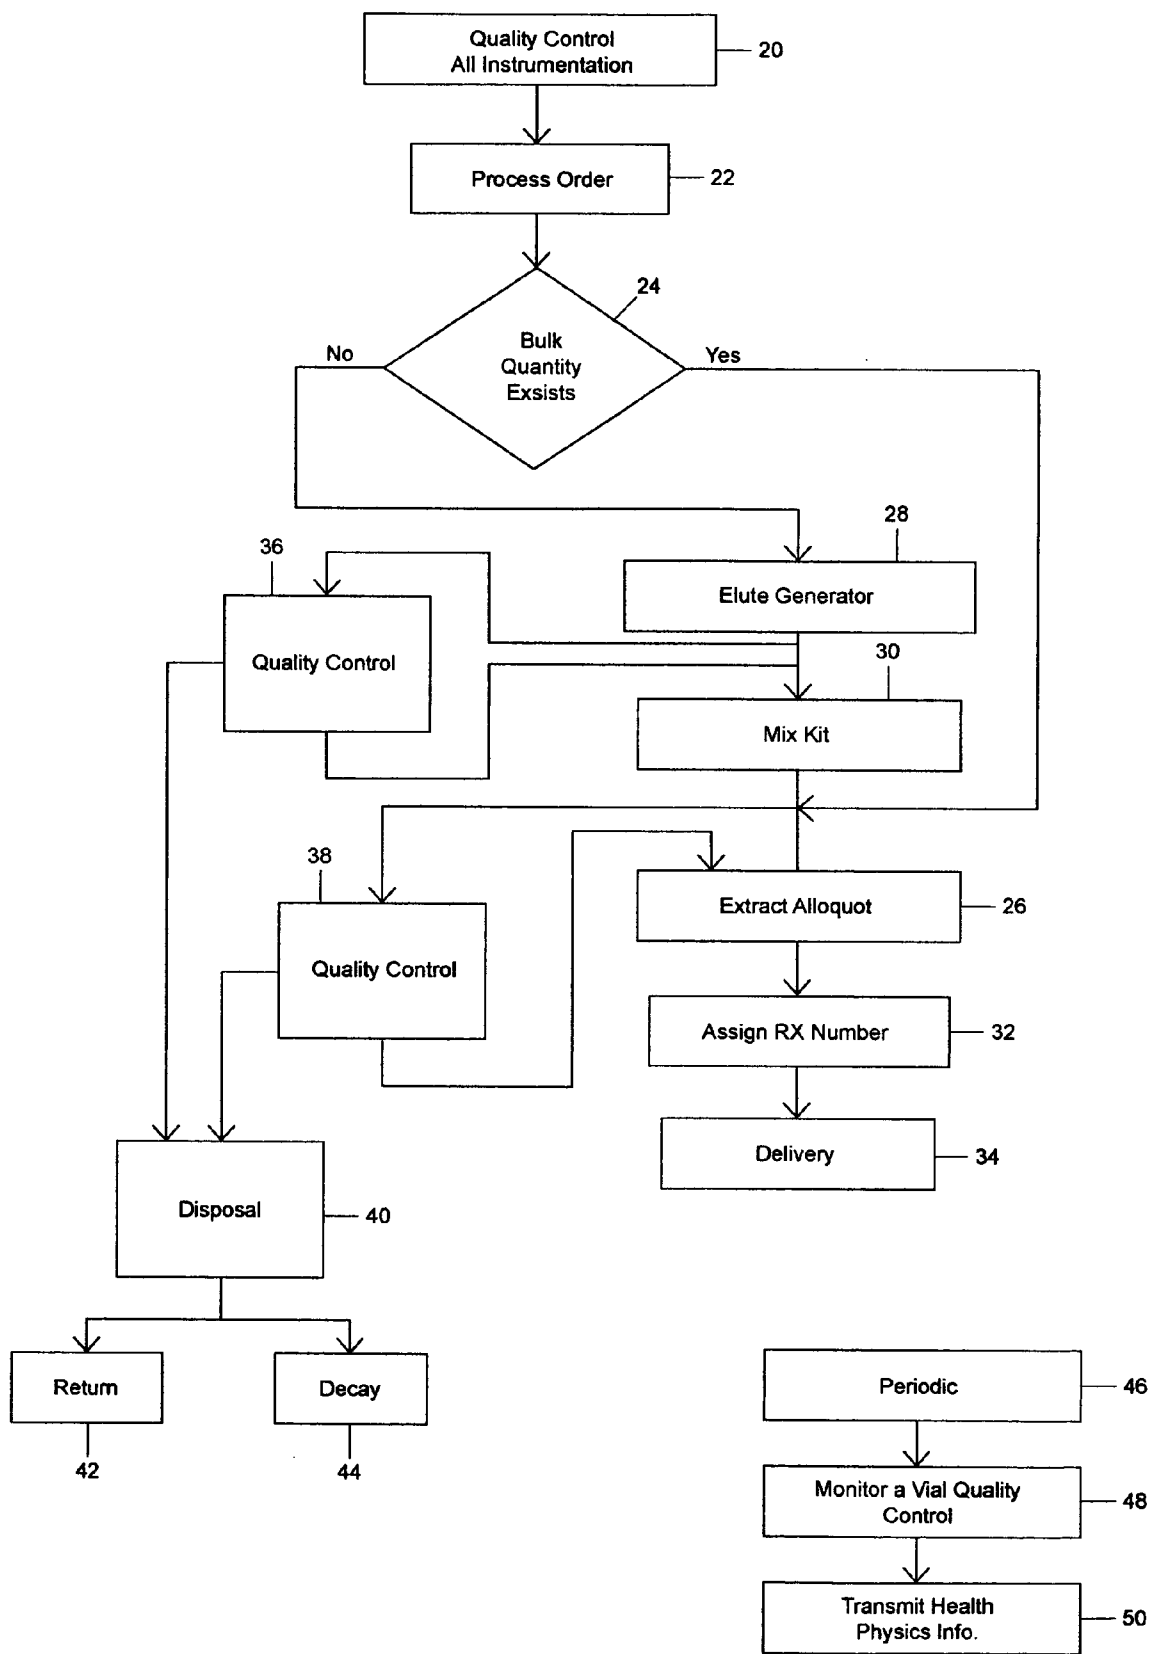 Quality Control
All Instrumentation
20
Process Order
22
24
Bulk
Quantity
Exsists
No
Yes
28
Elute Generator
36
Quality Control
30
Mix Kit
38
Quality Control
Extract Alloquot
26
Assign RX Number
32
Delivery
34
Disposal
40
Return
42
Decay
44
Periodic
46
Monitor a Vial Quality
Control
48
Transmit Health
Physics Info.
50